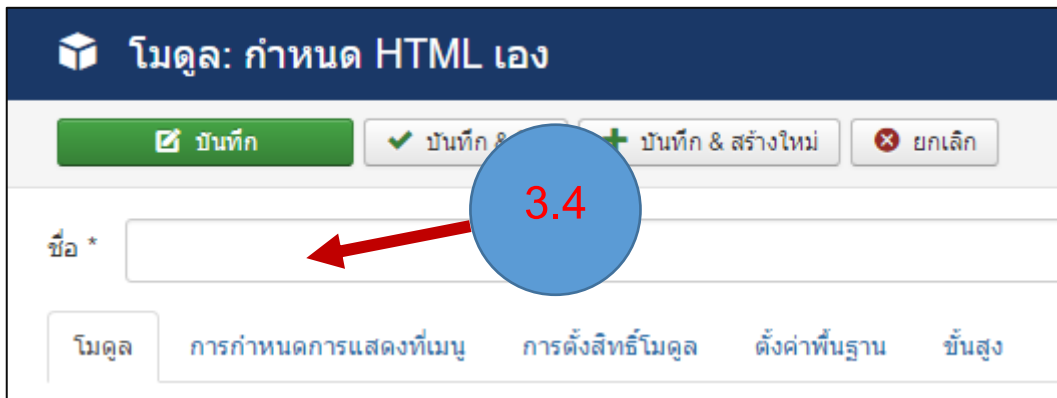 โมดูล: กำหนด HTML เอง
บันทึก บันทึก & บันทึก & สร้างใหม่ ยกเลิก
3.4
ชื่อ *
โมดูล การกำหนดการแสดงที่เมนู การตั้งสิทธิ์โมดูล ตั้งค่าพื้นฐาน ขั้นสูง